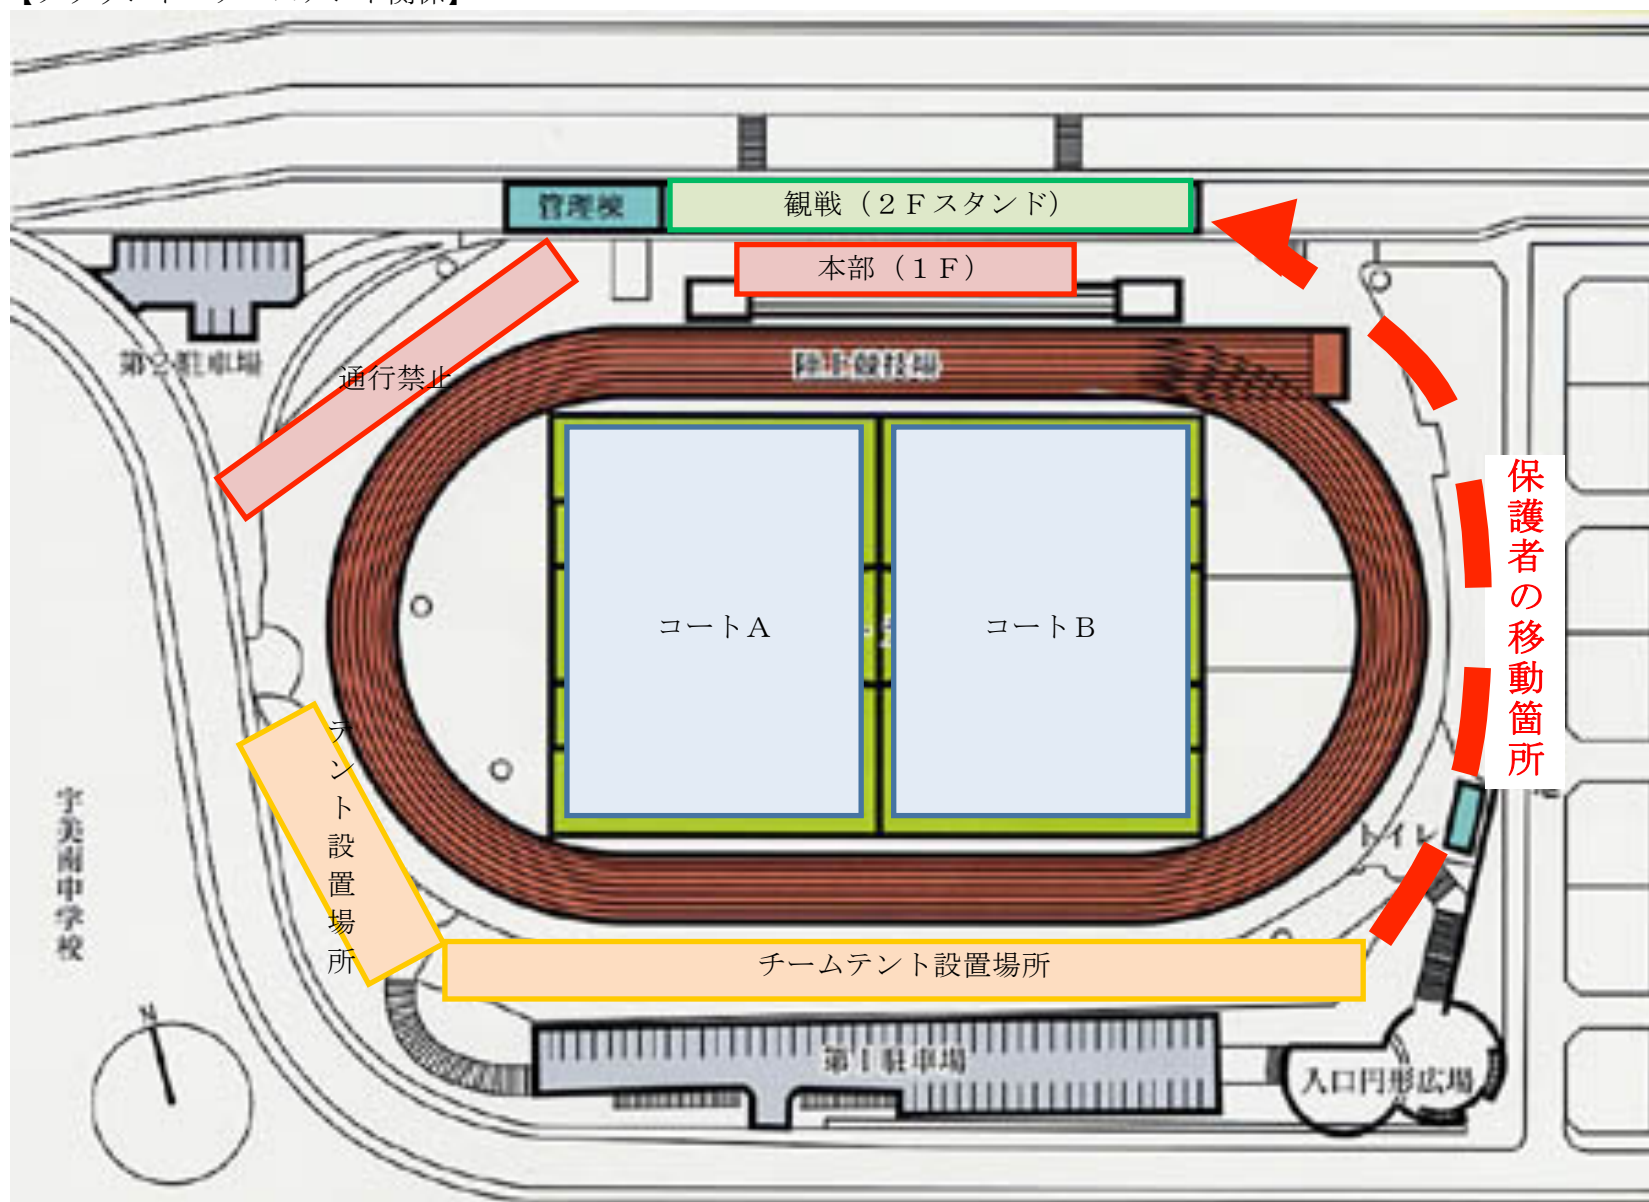 管理棟
観戦（２Ｆスタンド）
本部（１Ｆ）
第2駐車場
通行禁止
陸上競技場
コートＡ
コートＢ
保護者の移動箇所
トイレ
テント設置場所
宇美南中学校
チームテント設置場所
N
第1駐車場
入口円形広場